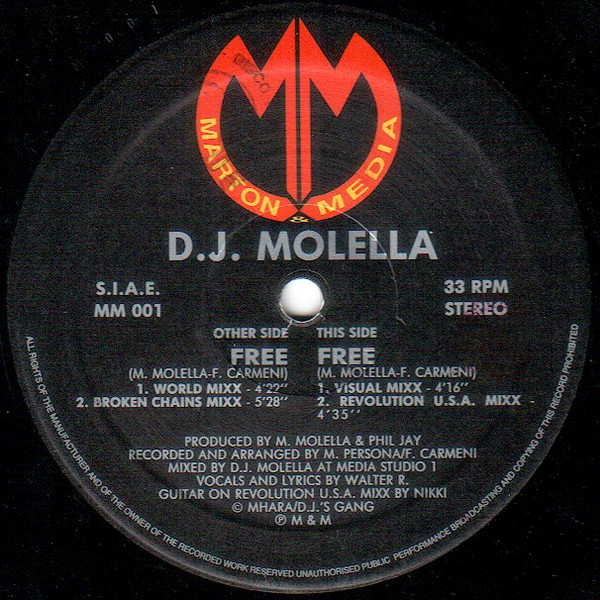 DISCO
MM
MARTON & MEDIA
D.J. MOLELLA
S.I.A.E.
MM 001
33 RPM
STEREO
OTHER SIDE
FREE
(M. MOLELLA-F. CARMENI)
1. WORLD MIXX - 4'22"
2. BROKEN CHAINS MIXX - 5'28"
THIS SIDE
FREE
(M. MOLELLA-F. CARMENI)
1. VISUAL MIXX - 4'16"
2. REVOLUTION U.S.A. MIXX -
4'35"
PRODUCED BY M. MOLELLA & PHIL JAY
RECORDED AND ARRANGED BY M. PERSONA/F. CARMENI
MIXED BY D.J. MOLELLA AT MEDIA STUDIO 1
VOCALS AND LYRICS BY WALTER R.
GUITAR ON REVOLUTION U.S.A. MIXX BY NIKKI
© MHARA/D.J.'S GANG
℗ M & M
ALL RIGHTS OF THE MANUFACTURER AND OF THE OWNER OF THE RECORDED WORK RESERVED UNAUTHORISED PUBLIC PERFORMANCE BROADCASTING AND COPYING OF THIS RECORD PROHIBITED